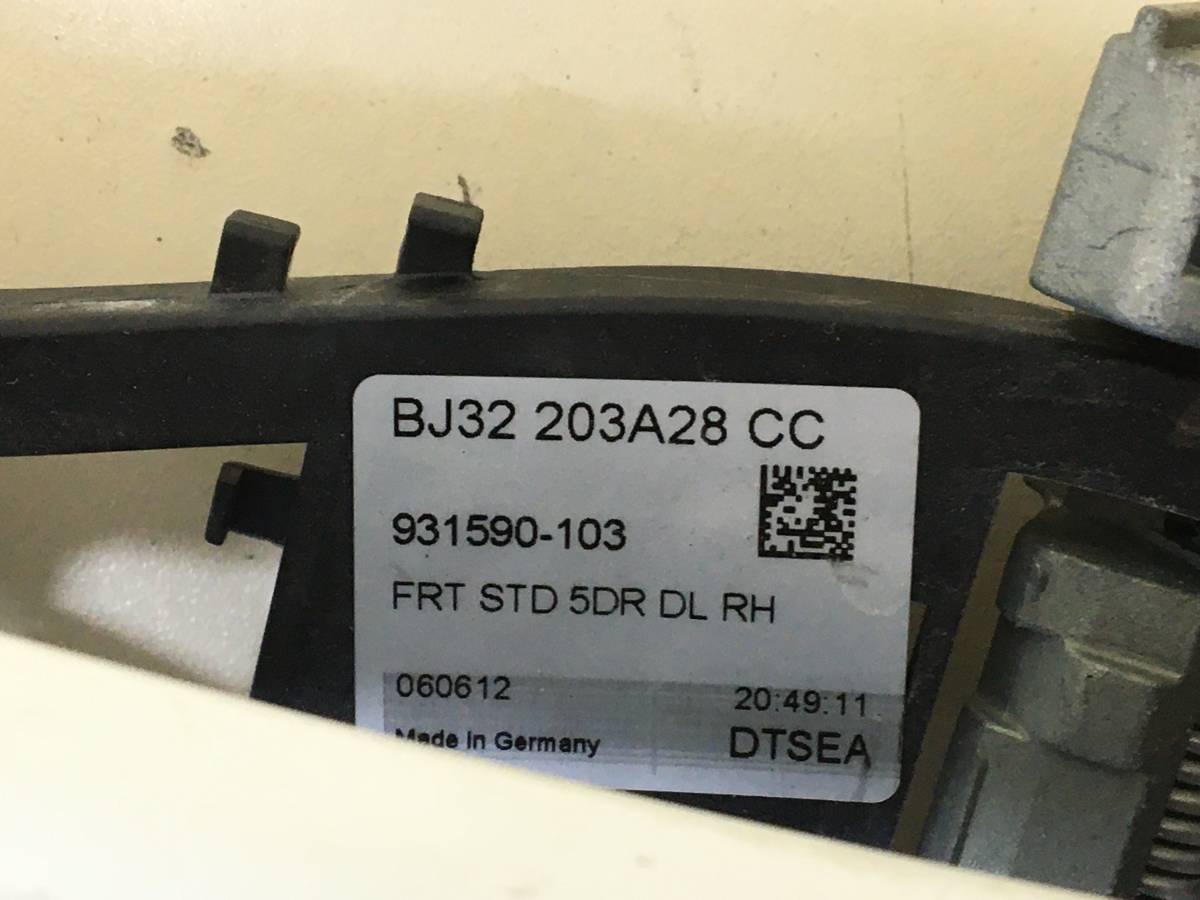 BJ32 203A28 CC
931590-103
FRT STD 5DR DL RH
060612 20:49:11
Made In Germany DTSEA